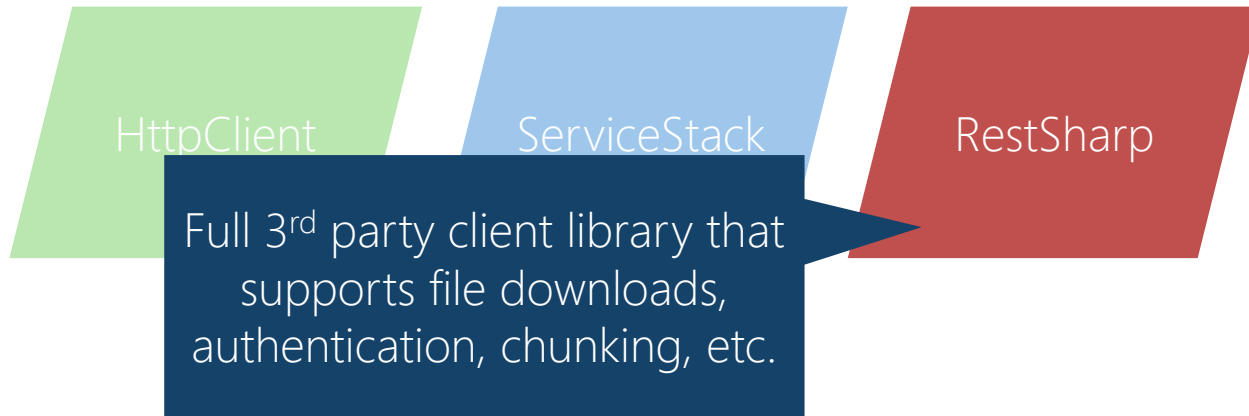 HttpClient
ServiceStack
RestSharp
Full 3rd party client library that
supports file downloads,
authentication, chunking, etc.